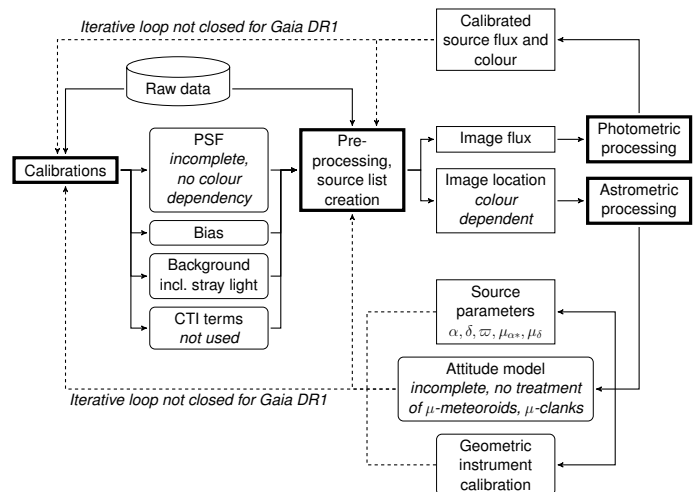 Iterative loop not closed for Gaia DR1
Calibrated
source flux and
colour
Raw data
PSF
incomplete,
no colour
dependency
Pre-
processing,
source list
creation
Image flux
Photometric
processing
Calibrations
Image location
colour
dependent
Astrometric
processing
Bias
Background
incl. stray light
CTI terms
not used
Source
parameters
α, δ, ϖ, μα∗, μδ
Attitude model
incomplete, no treatment
of μ-meteoroids, μ-clanks
Iterative loop not closed for Gaia DR1
Geometric
instrument
calibration